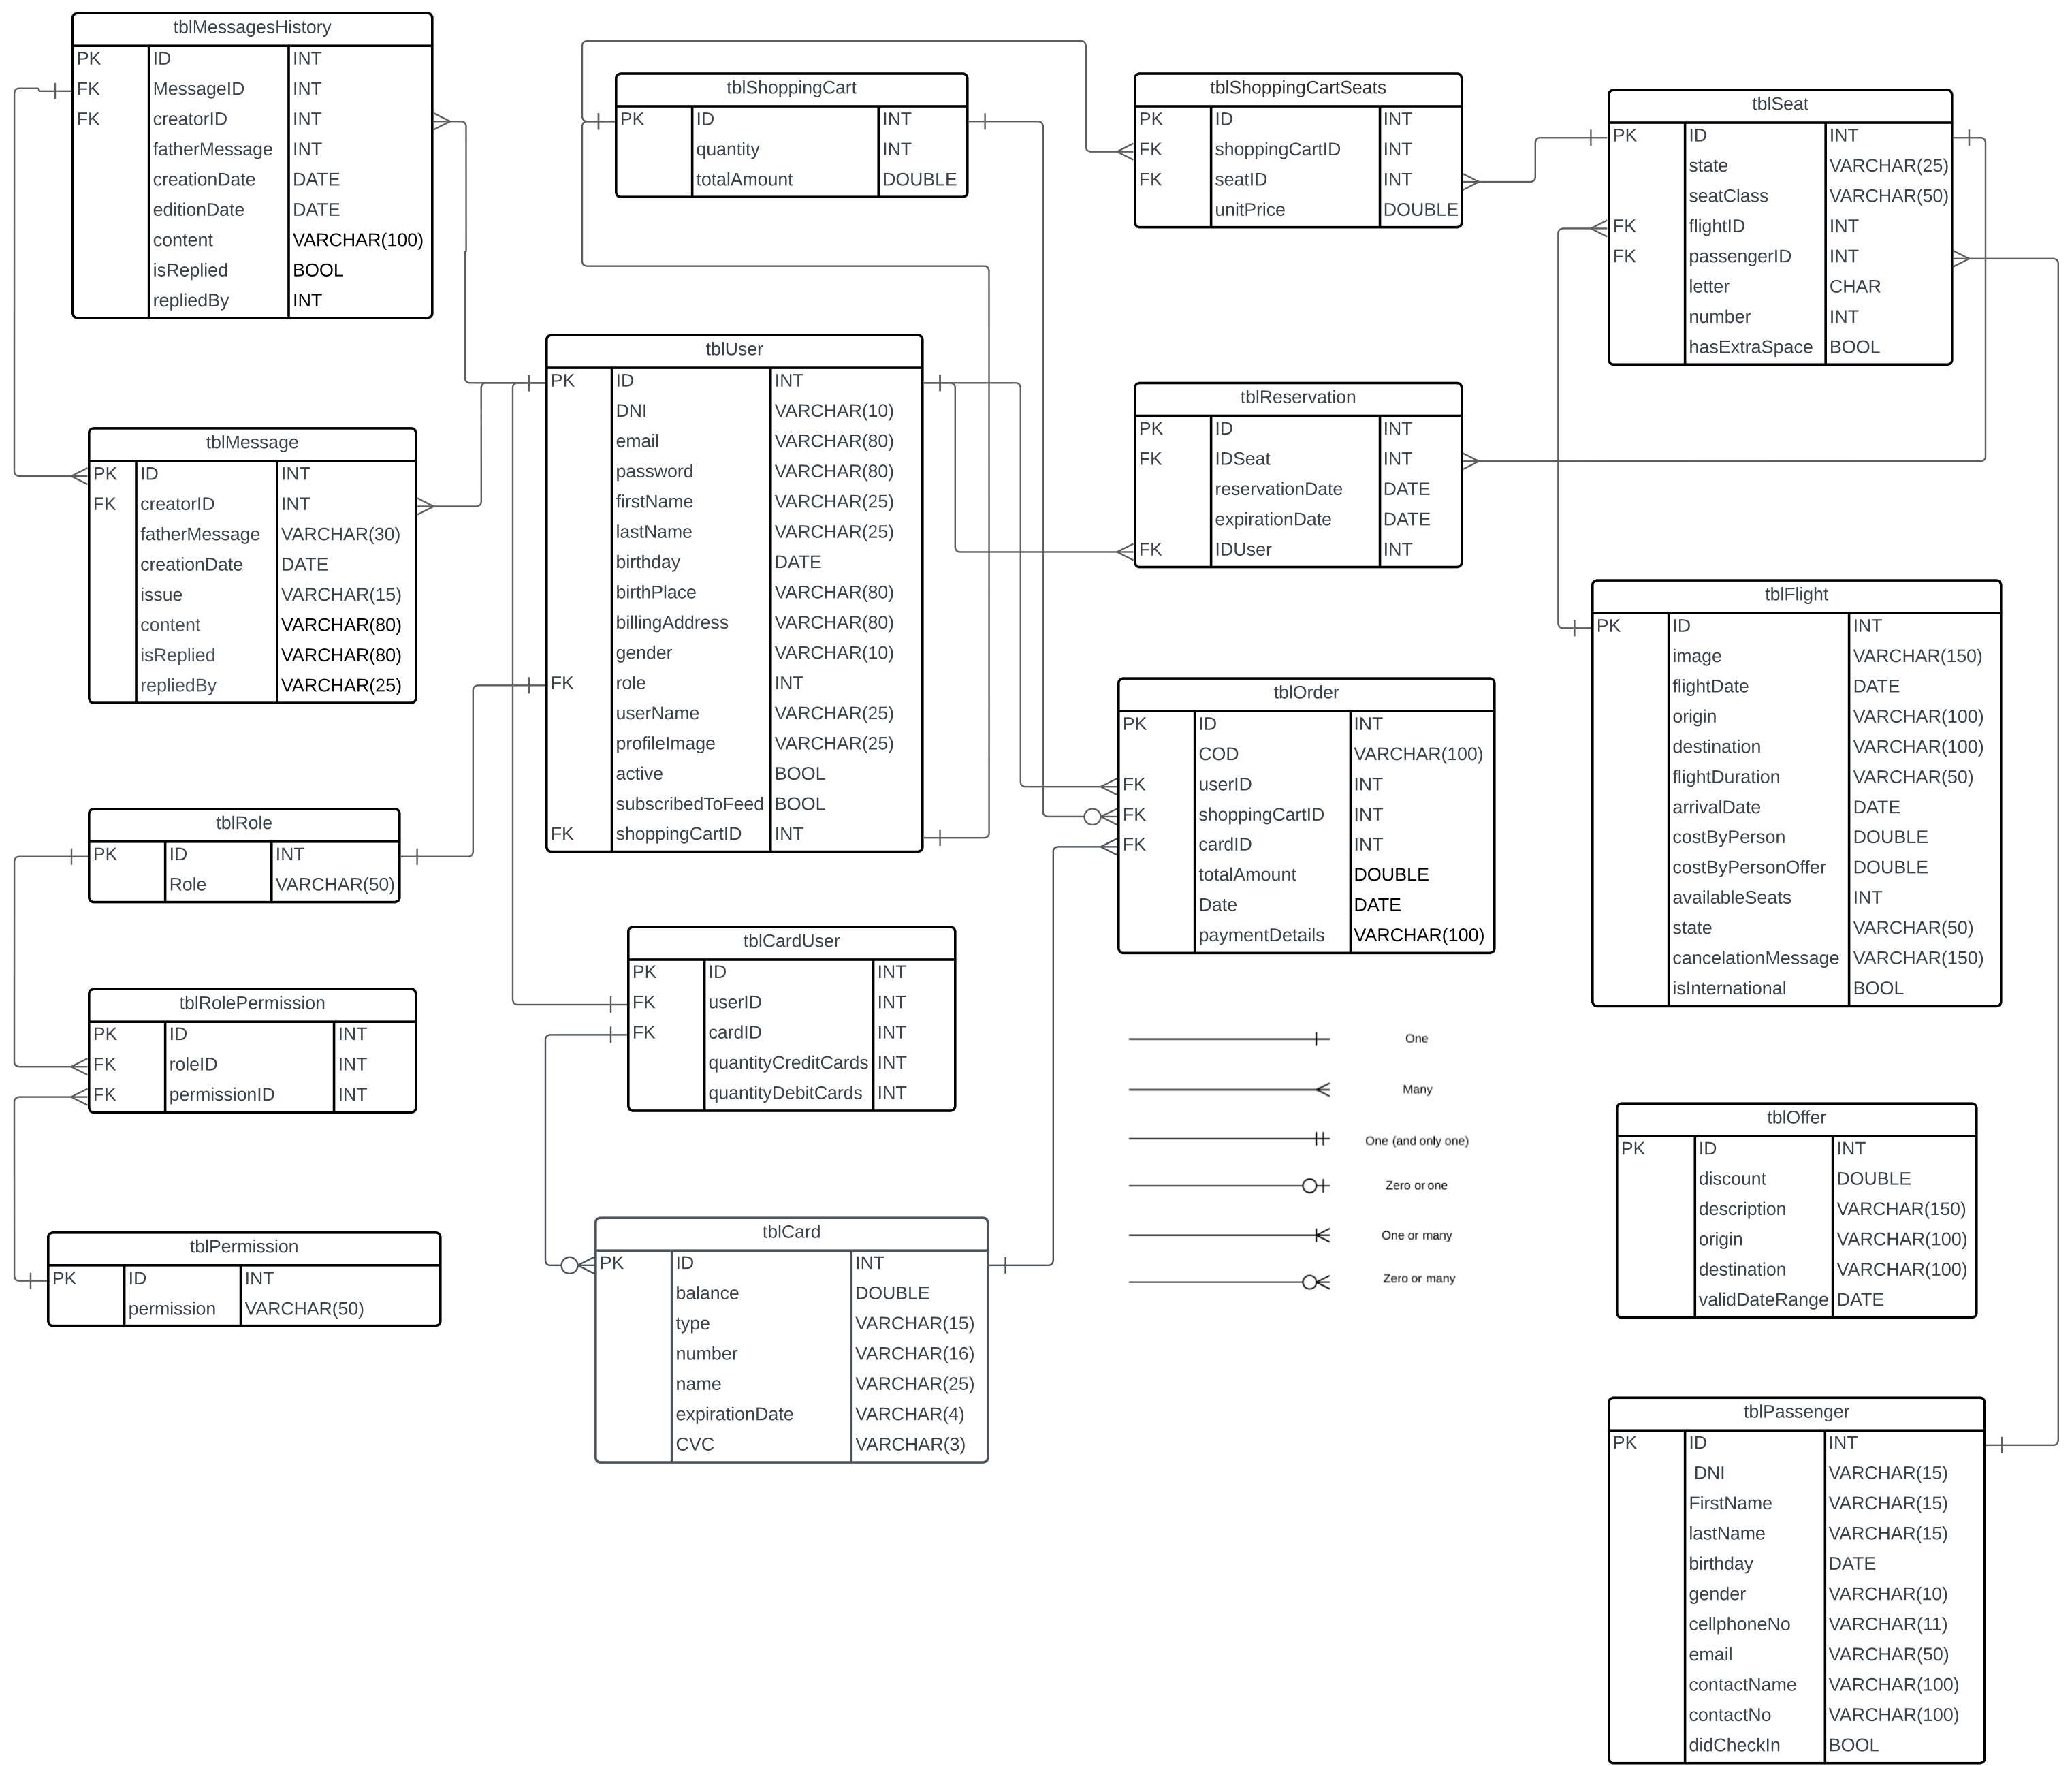 tblMessagesHistory
PK ID INT
FK MessageID INT
FK creatorID INT
fatherMessage INT
creationDate DATE
editionDate DATE
content VARCHAR(100)
isReplied BOOL
repliedBy INT
tblShoppingCart
PK ID INT
quantity INT
totalAmount DOUBLE
tblShoppingCartSeats
PK ID INT
FK shoppingCartID INT
FK seatID INT
unitPrice DOUBLE
tblSeat
PK ID INT
state VARCHAR(25)
seatClass VARCHAR(50)
FK flightID INT
FK passengerID INT
letter CHAR
number INT
hasExtraSpace BOOL
tblUser
PK ID INT
DNI VARCHAR(10)
email VARCHAR(80)
password VARCHAR(80)
firstName VARCHAR(25)
lastName VARCHAR(25)
birthday DATE
birthPlace VARCHAR(80)
billingAddress VARCHAR(80)
gender VARCHAR(10)
FK role INT
userName VARCHAR(25)
profileImage VARCHAR(25)
active BOOL
subscribedToFeed BOOL
FK shoppingCartID INT
tblReservation
PK ID INT
FK IDSeat INT
reservationDate DATE
expirationDate DATE
FK IDUser INT
tblMessage
PK ID INT
FK creatorID INT
fatherMessage VARCHAR(30)
creationDate DATE
issue VARCHAR(15)
content VARCHAR(80)
isReplied VARCHAR(80)
repliedBy VARCHAR(25)
tblFlight
PK ID INT
image VARCHAR(150)
flightDate DATE
origin VARCHAR(100)
destination VARCHAR(100)
flightDuration VARCHAR(50)
arrivalDate DATE
costByPerson DOUBLE
costByPersonOffer DOUBLE
availableSeats INT
state VARCHAR(50)
cancelationMessage VARCHAR(150)
isInternational BOOL
tblOrder
PK ID INT
COD VARCHAR(100)
FK userID INT
FK shoppingCartID INT
FK cardID INT
totalAmount DOUBLE
Date DATE
paymentDetails VARCHAR(100)
tblRole
PK ID INT
Role VARCHAR(50)
tblCardUser
PK ID INT
FK userID INT
FK cardID INT
quantityCreditCards INT
quantityDebitCards INT
tblRolePermission
PK ID INT
FK roleID INT
FK permissionID INT
One
Many
One (and only one)
Zero or one
One or many
Zero or many
tblOffer
PK ID INT
discount DOUBLE
description VARCHAR(150)
origin VARCHAR(100)
destination VARCHAR(100)
validDateRange DATE
tblPermission
PK ID INT
permission VARCHAR(50)
tblCard
PK ID INT
balance DOUBLE
type VARCHAR(15)
number VARCHAR(16)
name VARCHAR(25)
expirationDate VARCHAR(4)
CVC VARCHAR(3)
tblPassenger
PK ID INT
DNI VARCHAR(15)
FirstName VARCHAR(15)
lastName VARCHAR(15)
birthday DATE
gender VARCHAR(10)
cellphoneNo VARCHAR(11)
email VARCHAR(50)
contactName VARCHAR(100)
contactNo VARCHAR(100)
didCheckIn BOOL